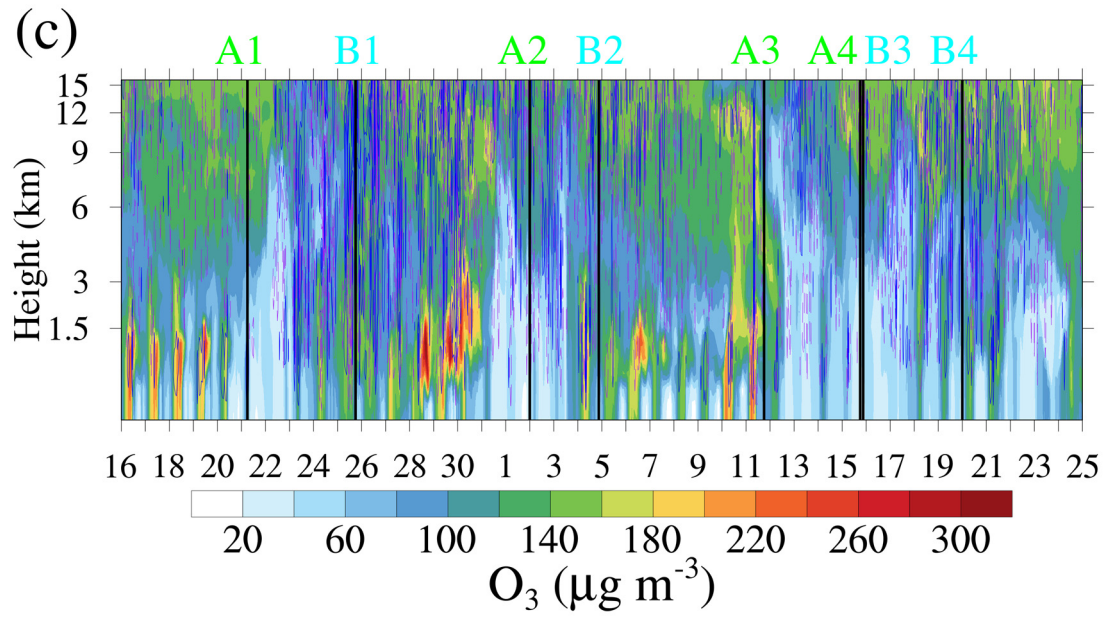 (c)
A1 B1 A2 B2 A3 A4 B3 B4
15
12
9
6
3
1.5
Height (km)
16 18 20 22 24 26 28 30 1 3 5 7 9 11 13 15 17 19 21 23 25
20 60 100 140 180 220 260 300
O₃ (μg m⁻³)